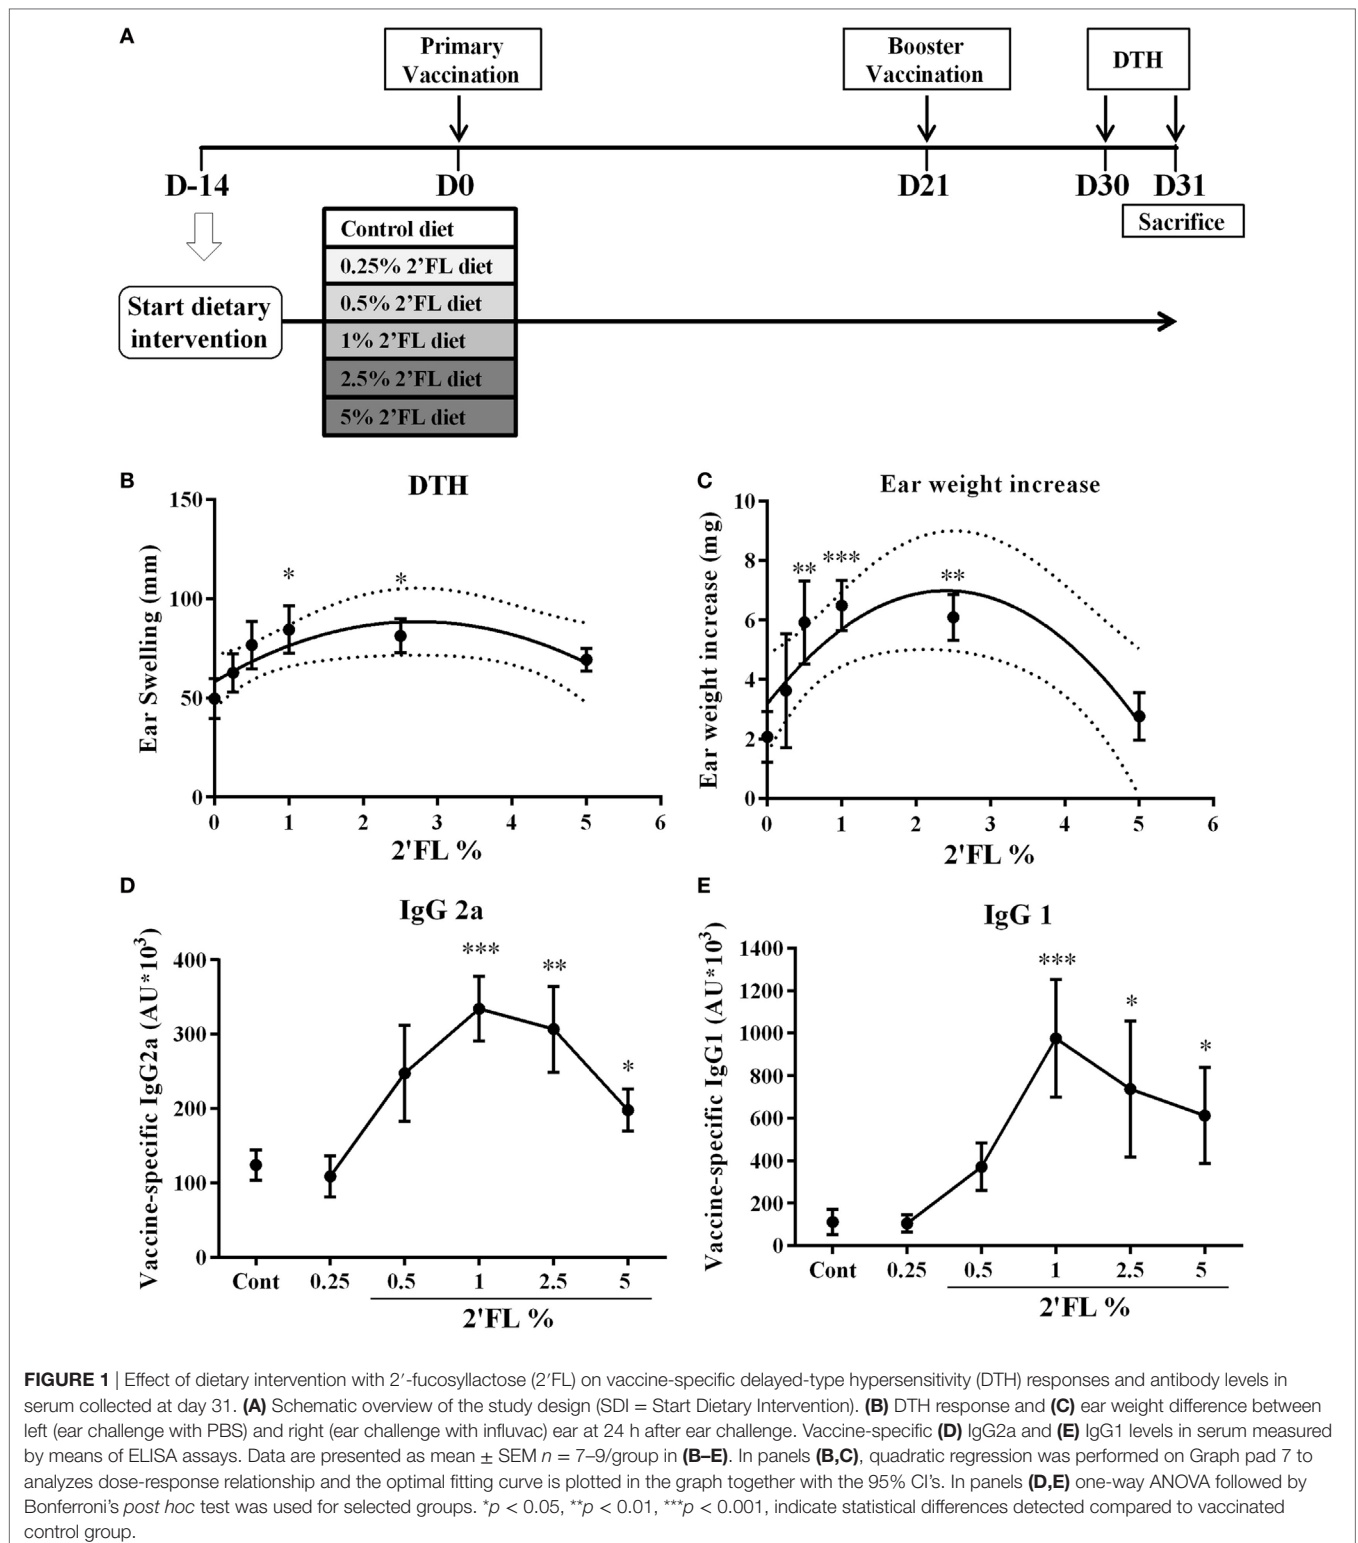 A
Primary
Vaccination
Booster
Vaccination
DTH
D-14
D0
D21
D30
D31
Sacrifice
Start dietary
intervention
Control diet
0.25% 2’FL diet
0.5% 2’FL diet
1% 2’FL diet
2.5% 2’FL diet
5% 2’FL diet
B
DTH
Ear Swelling (mm)
150
100
50
0
0 1 2 3 4 5 6
2'FL %
* *
C
Ear weight increase
Ear weight increase (mg)
10
8
6
4
2
0
0 1 2 3 4 5 6
2'FL %
** *** **
D
IgG 2a
Vaccine-specific IgG2a (AU*10³)
400
300
200
100
0
Cont 0.25 0.5 1 2.5 5
2'FL %
*** ** *
E
IgG 1
Vaccine-specific IgG1 (AU*10³)
1400
1200
1000
800
600
400
200
0
Cont 0.25 0.5 1 2.5 5
2'FL %
*** * *
FIGURE 1 | Effect of dietary intervention with 2′-fucosyllactose (2′FL) on vaccine-specific delayed-type hypersensitivity (DTH) responses and antibody levels in
serum collected at day 31. (A) Schematic overview of the study design (SDI = Start Dietary Intervention). (B) DTH response and (C) ear weight difference between
left (ear challenge with PBS) and right (ear challenge with influvac) ear at 24 h after ear challenge. Vaccine-specific (D) IgG2a and (E) IgG1 levels in serum measured
by means of ELISA assays. Data are presented as mean ± SEM n = 7–9/group in (B–E). In panels (B,C), quadratic regression was performed on Graph pad 7 to
analyzes dose-response relationship and the optimal fitting curve is plotted in the graph together with the 95% CI’s. In panels (D,E) one-way ANOVA followed by
Bonferroni’s post hoc test was used for selected groups. *p < 0.05, **p < 0.01, ***p < 0.001, indicate statistical differences detected compared to vaccinated
control group.